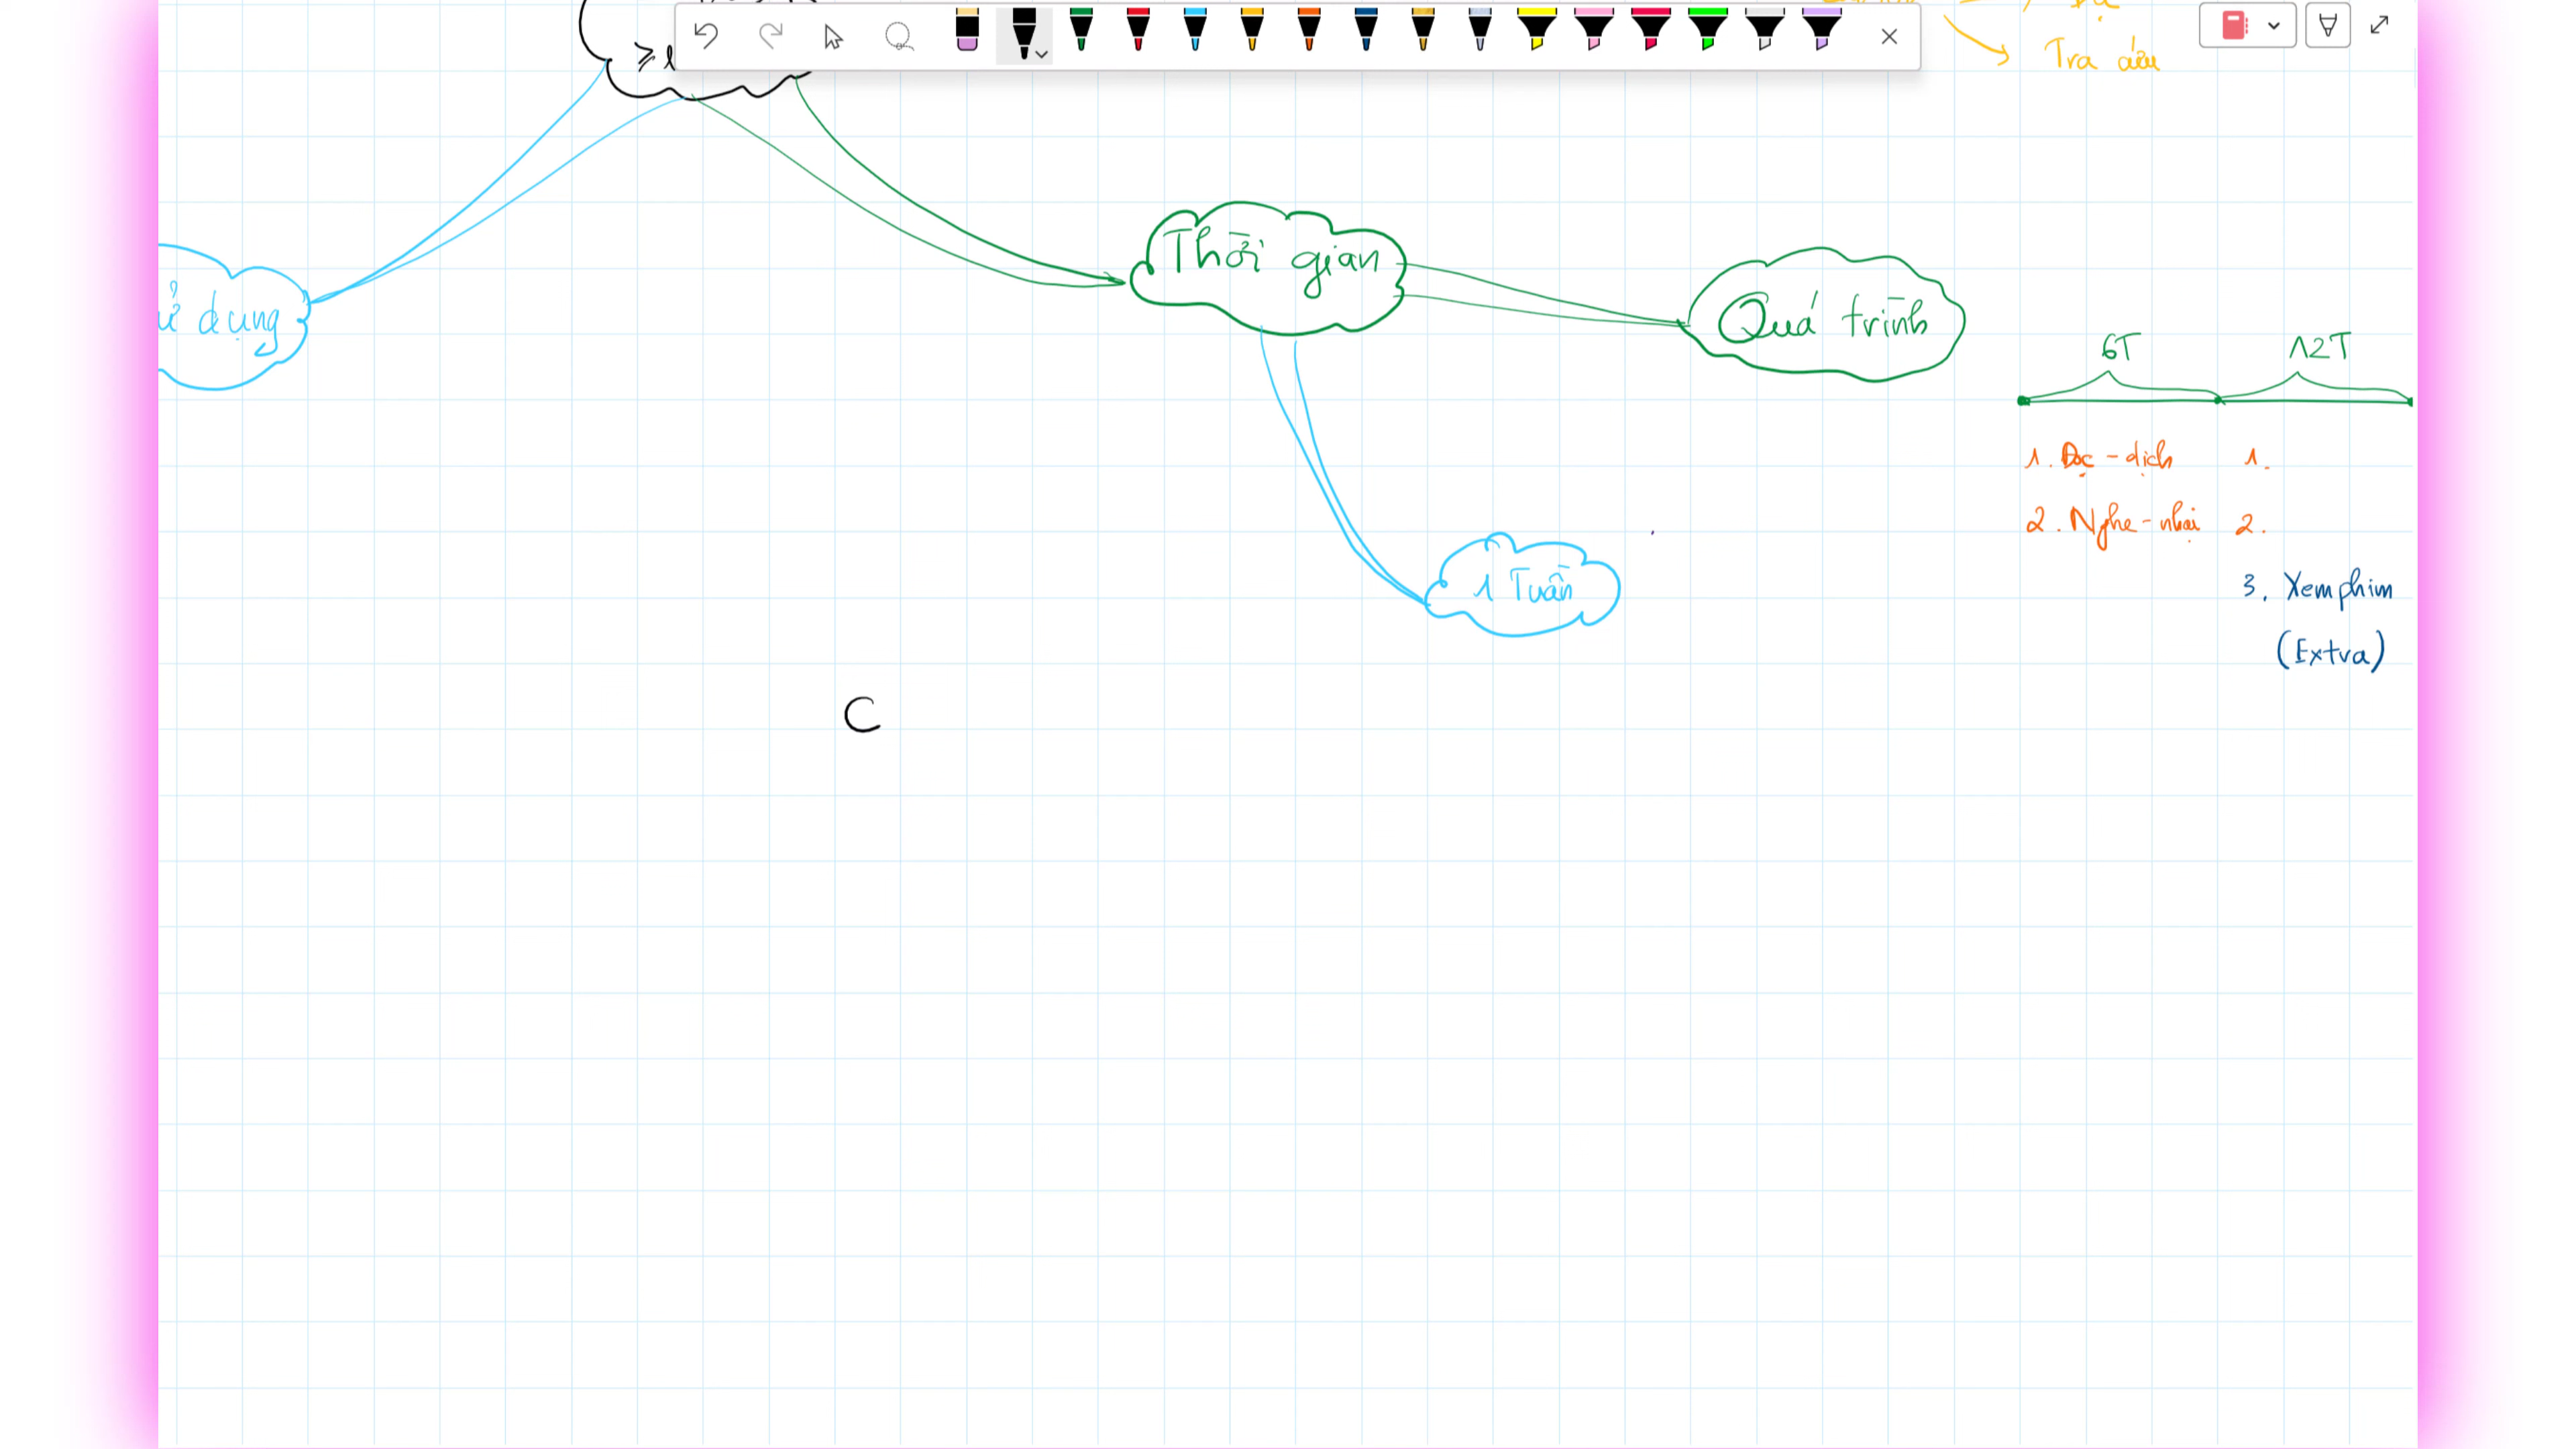 Tra
Thời gian
Quá trình
dụng
6T
12T
1. Đọc - dịch
1.
2. Nghe - nhại
2.
1 Tuần
3. Xem phim
(Extra)
C